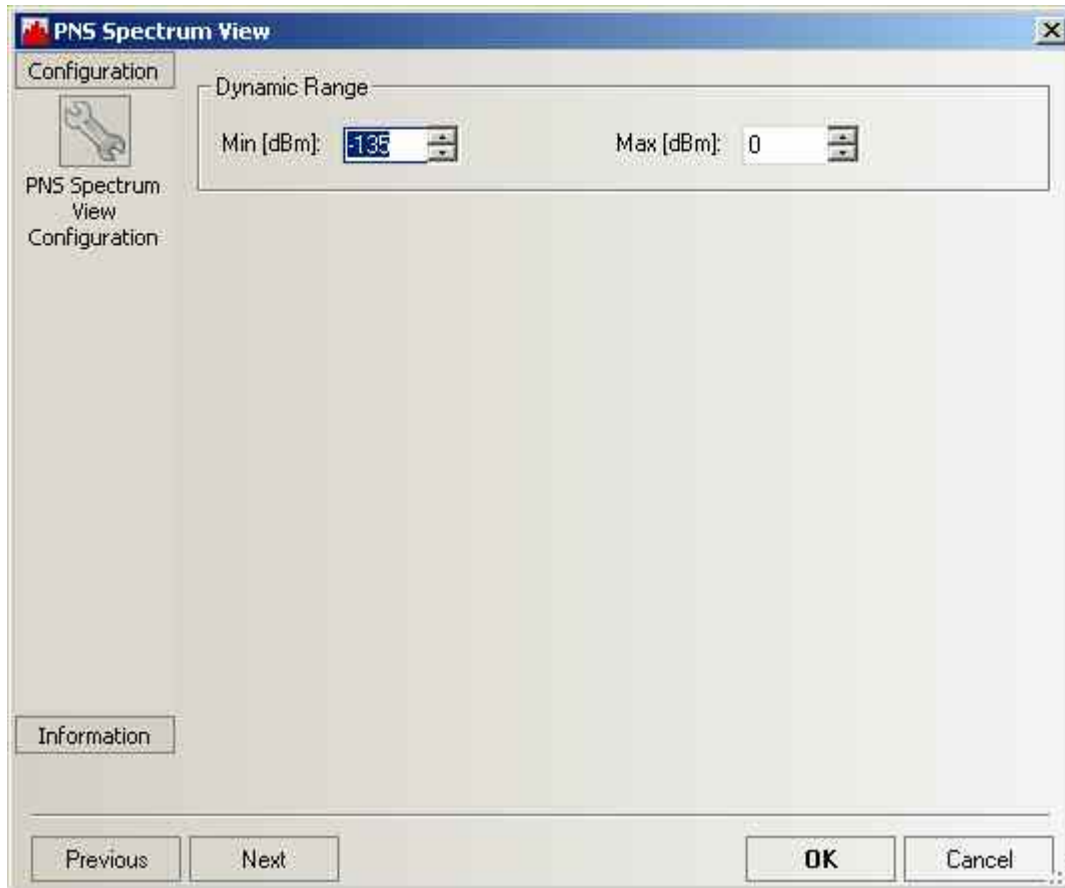 PNS Spectrum View
Configuration
Dynamic Range
Min [dBm]: -135 Max [dBm]: 0
PNS Spectrum
View
Configuration
Information
Previous Next OK Cancel